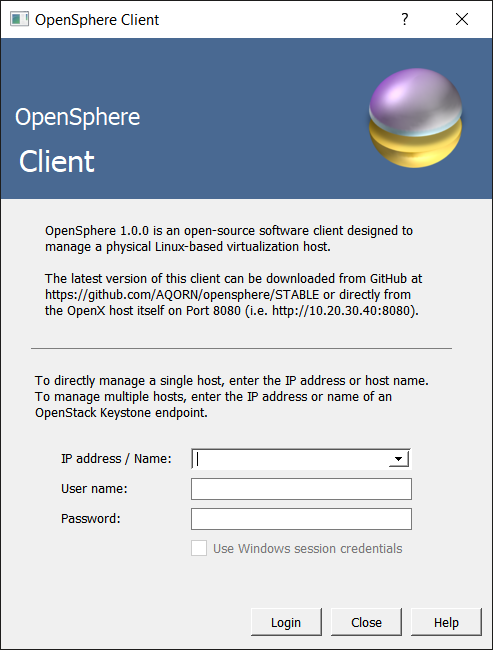 OpenSphere Client
OpenSphere
Client
OpenSphere 1.0.0 is an open-source software client designed to
manage a physical Linux-based virtualization host.
The latest version of this client can be downloaded from GitHub at
https://github.com/AQORN/opensphere/STABLE or directly from
the OpenX host itself on Port 8080 (i.e. http://10.20.30.40:8080).
To directly manage a single host, enter the IP address or host name.
To manage multiple hosts, enter the IP address or name of an
OpenStack Keystone endpoint.
IP address / Name:
User name:
Password:
Use Windows session credentials
Login Close Help